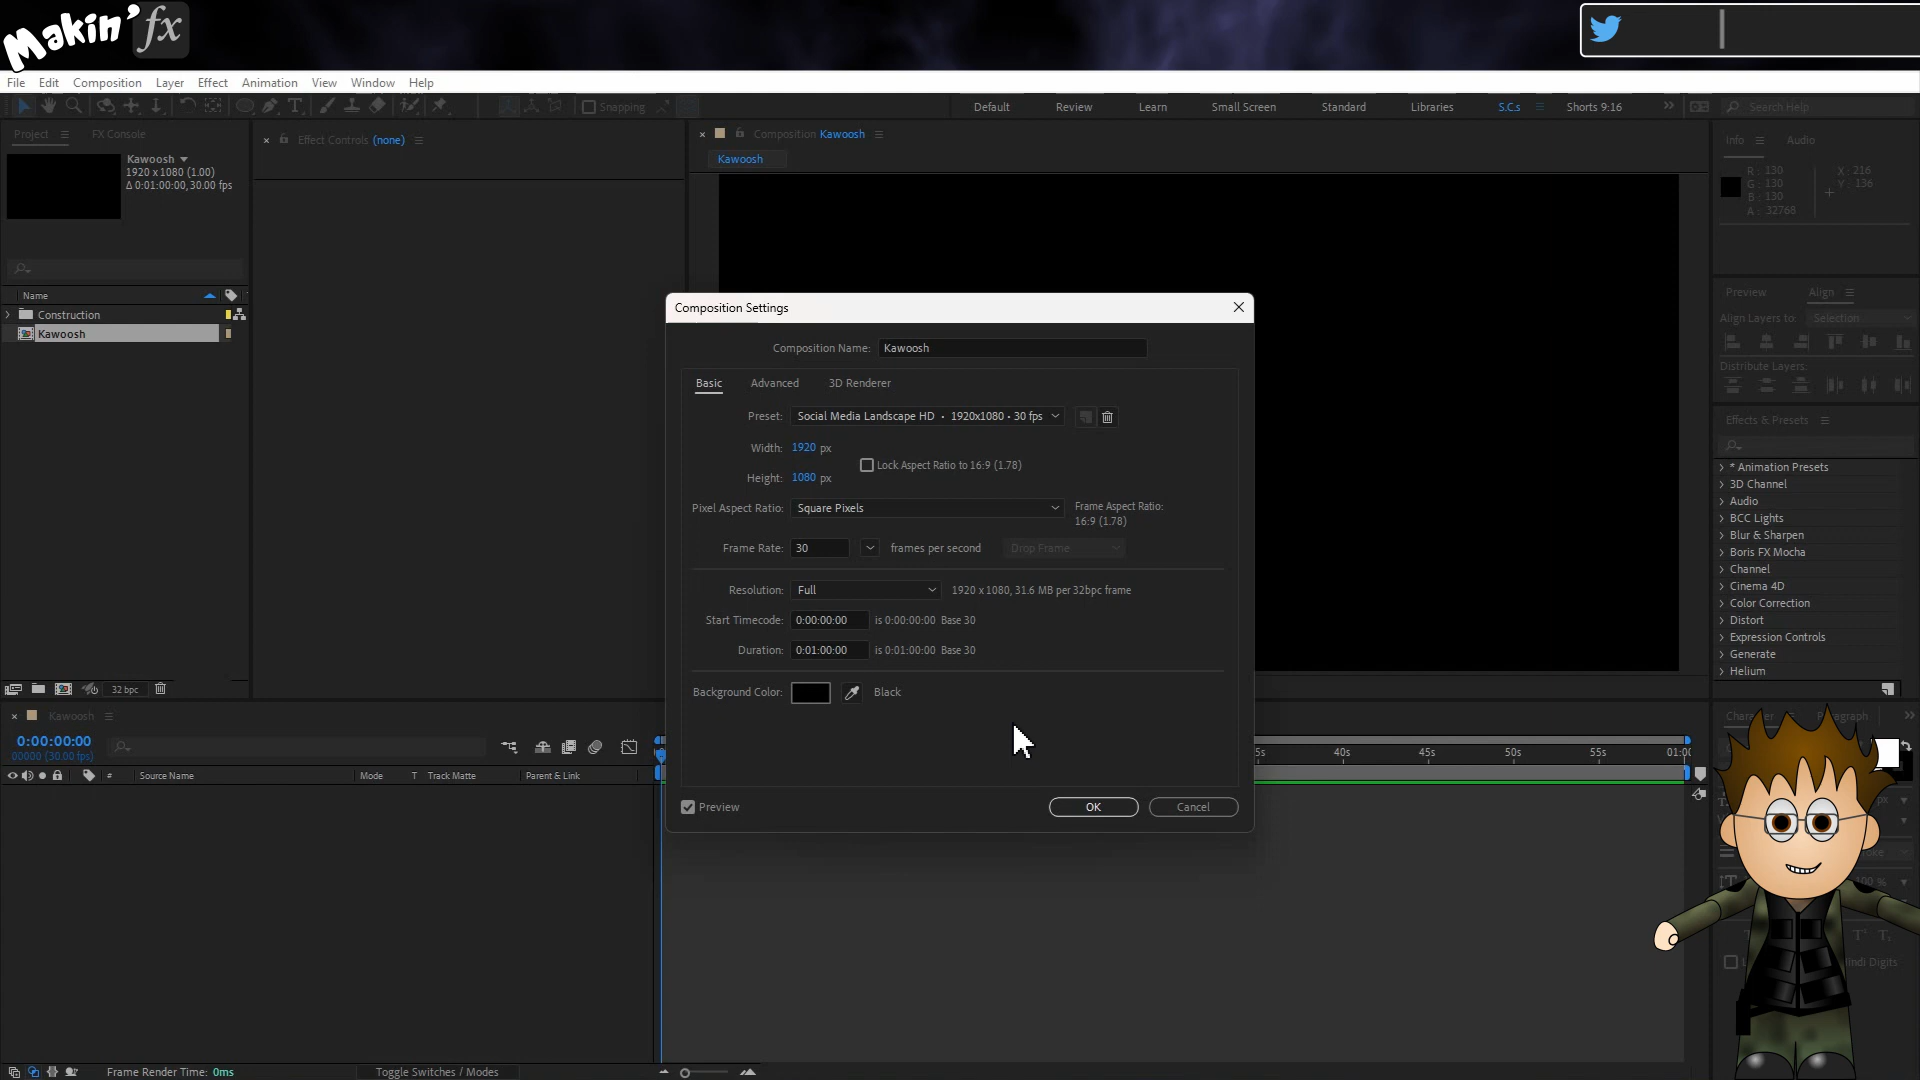 Makin' fx
File Edit Composition Layer Effect Animation View Window Help
Snapping Default Review Learn Small Screen Standard Libraries S.C.s Shorts 9:16 Search Help
Project FX Console
Kawoosh
1920 x 1080 (1.00)
Δ 0:01:00:00, 30.00 fps
Name
Construction
Kawoosh
32 bpc
Effect Controls (none)
Composition Kawoosh
Kawoosh
Composition Settings
Composition Name: Kawoosh
Basic Advanced 3D Renderer
Preset: Social Media Landscape HD • 1920x1080 • 30 fps
Width: 1920 px
Lock Aspect Ratio to 16:9 (1.78)
Height: 1080 px
Pixel Aspect Ratio: Square Pixels
Frame Aspect Ratio:
16:9 (1.78)
Frame Rate: 30 frames per second Drop Frame
Resolution: Full 1920 x 1080, 31.6 MB per 32bpc frame
Start Timecode: 0:00:00:00 is 0:00:00:00 Base 30
Duration: 0:01:00:00 is 0:01:00:00 Base 30
Background Color: Black
Preview OK Cancel
Info Audio
R: 130 X: 216
G: 130 Y: 136
B: 130
A: 32768
Preview Align
Align Layers to: Selection
Distribute Layers:
Effects & Presets
* Animation Presets
3D Channel
Audio
BCC Lights
Blur & Sharpen
Boris FX Mocha
Channel
Cinema 4D
Color Correction
Distort
Expression Controls
Generate
Helium
Character Paragraph
px
100 %
Kawoosh
0:00:00:00
00000 (30.00 fps)
# Source Name Mode T Track Matte Parent & Link
40s 45s 50s 55s 01:00
Frame Render Time: 0ms
Toggle Switches / Modes